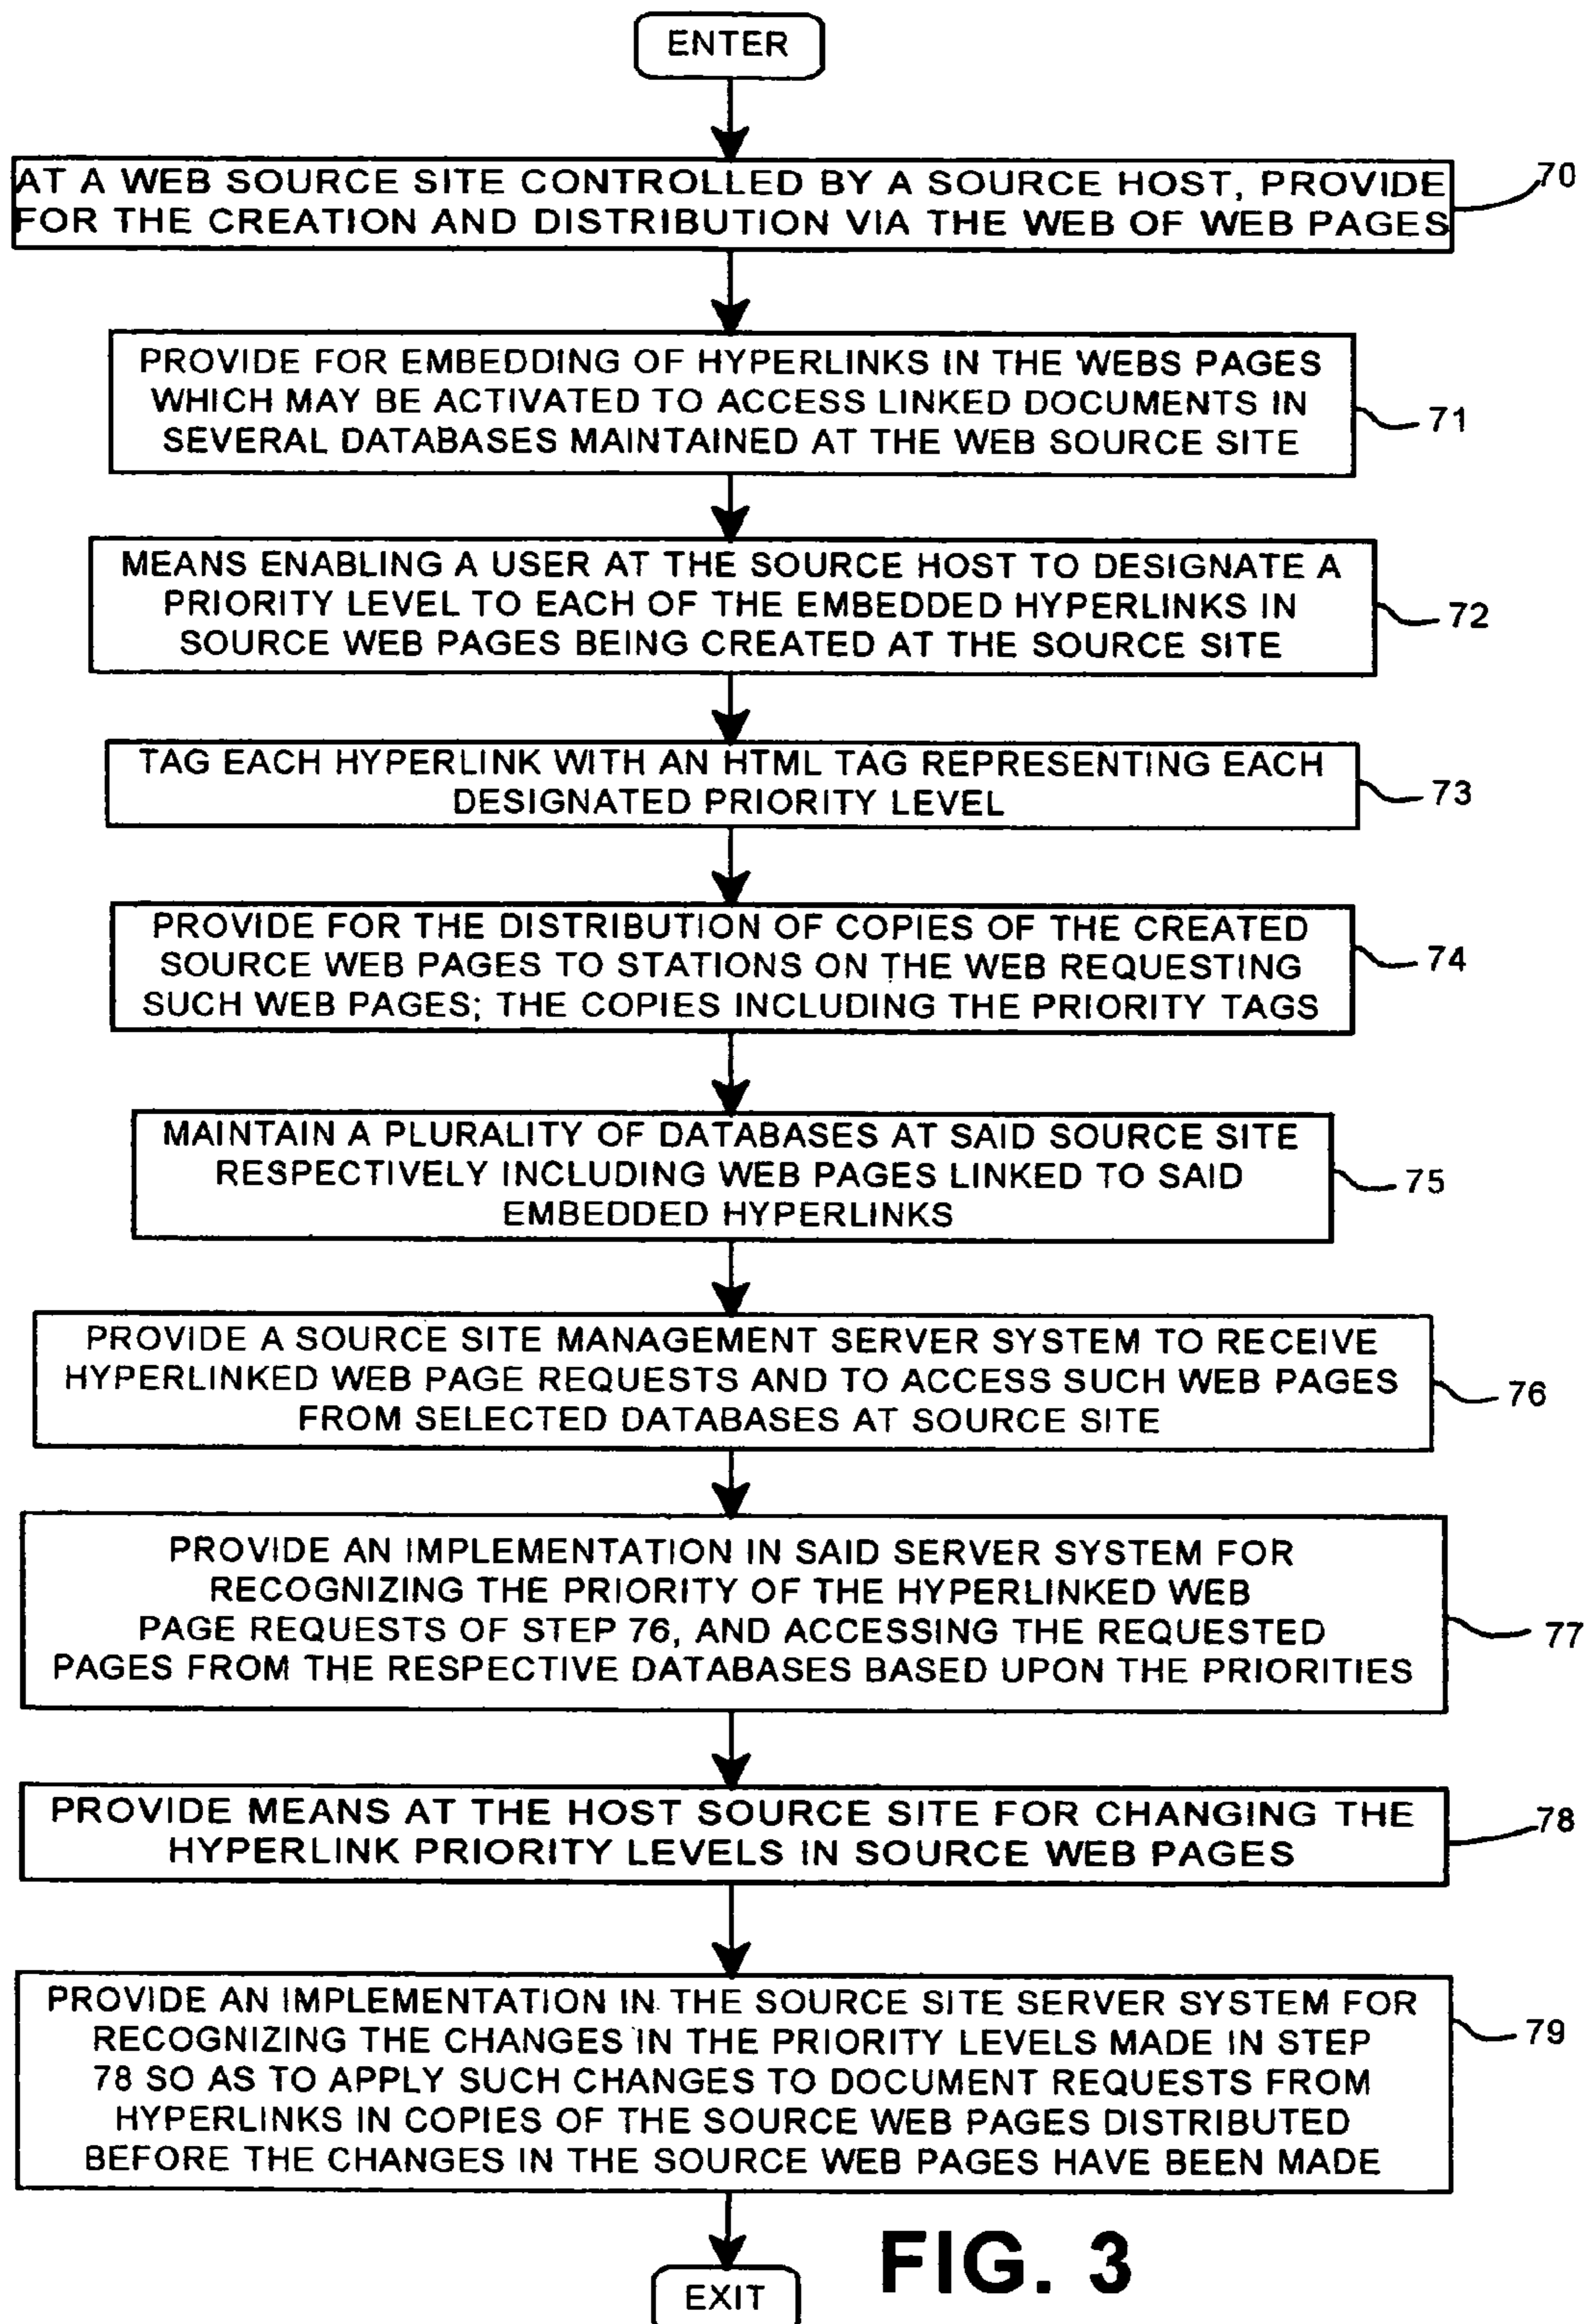 ENTER
AT A WEB SOURCE SITE CONTROLLED BY A SOURCE HOST, PROVIDE
FOR THE CREATION AND DISTRIBUTION VIA THE WEB OF WEB PAGES
70
PROVIDE FOR EMBEDDING OF HYPERLINKS IN THE WEBS PAGES
WHICH MAY BE ACTIVATED TO ACCESS LINKED DOCUMENTS IN
SEVERAL DATABASES MAINTAINED AT THE WEB SOURCE SITE
71
MEANS ENABLING A USER AT THE SOURCE HOST TO DESIGNATE A
PRIORITY LEVEL TO EACH OF THE EMBEDDED HYPERLINKS IN
SOURCE WEB PAGES BEING CREATED AT THE SOURCE SITE
72
TAG EACH HYPERLINK WITH AN HTML TAG REPRESENTING EACH
DESIGNATED PRIORITY LEVEL
73
PROVIDE FOR THE DISTRIBUTION OF COPIES OF THE CREATED
SOURCE WEB PAGES TO STATIONS ON THE WEB REQUESTING
SUCH WEB PAGES; THE COPIES INCLUDING THE PRIORITY TAGS
74
MAINTAIN A PLURALITY OF DATABASES AT SAID SOURCE SITE
RESPECTIVELY INCLUDING WEB PAGES LINKED TO SAID
EMBEDDED HYPERLINKS
75
PROVIDE A SOURCE SITE MANAGEMENT SERVER SYSTEM TO RECEIVE
HYPERLINKED WEB PAGE REQUESTS AND TO ACCESS SUCH WEB PAGES
FROM SELECTED DATABASES AT SOURCE SITE
76
PROVIDE AN IMPLEMENTATION IN SAID SERVER SYSTEM FOR
RECOGNIZING THE PRIORITY OF THE HYPERLINKED WEB
PAGE REQUESTS OF STEP 76, AND ACCESSING THE REQUESTED
PAGES FROM THE RESPECTIVE DATABASES BASED UPON THE PRIORITIES
77
PROVIDE MEANS AT THE HOST SOURCE SITE FOR CHANGING THE
HYPERLINK PRIORITY LEVELS IN SOURCE WEB PAGES
78
PROVIDE AN IMPLEMENTATION IN THE SOURCE SITE SERVER SYSTEM FOR
RECOGNIZING THE CHANGES IN THE PRIORITY LEVELS MADE IN STEP
78 SO AS TO APPLY SUCH CHANGES TO DOCUMENT REQUESTS FROM
HYPERLINKS IN COPIES OF THE SOURCE WEB PAGES DISTRIBUTED
BEFORE THE CHANGES IN THE SOURCE WEB PAGES HAVE BEEN MADE
79
EXIT
FIG. 3